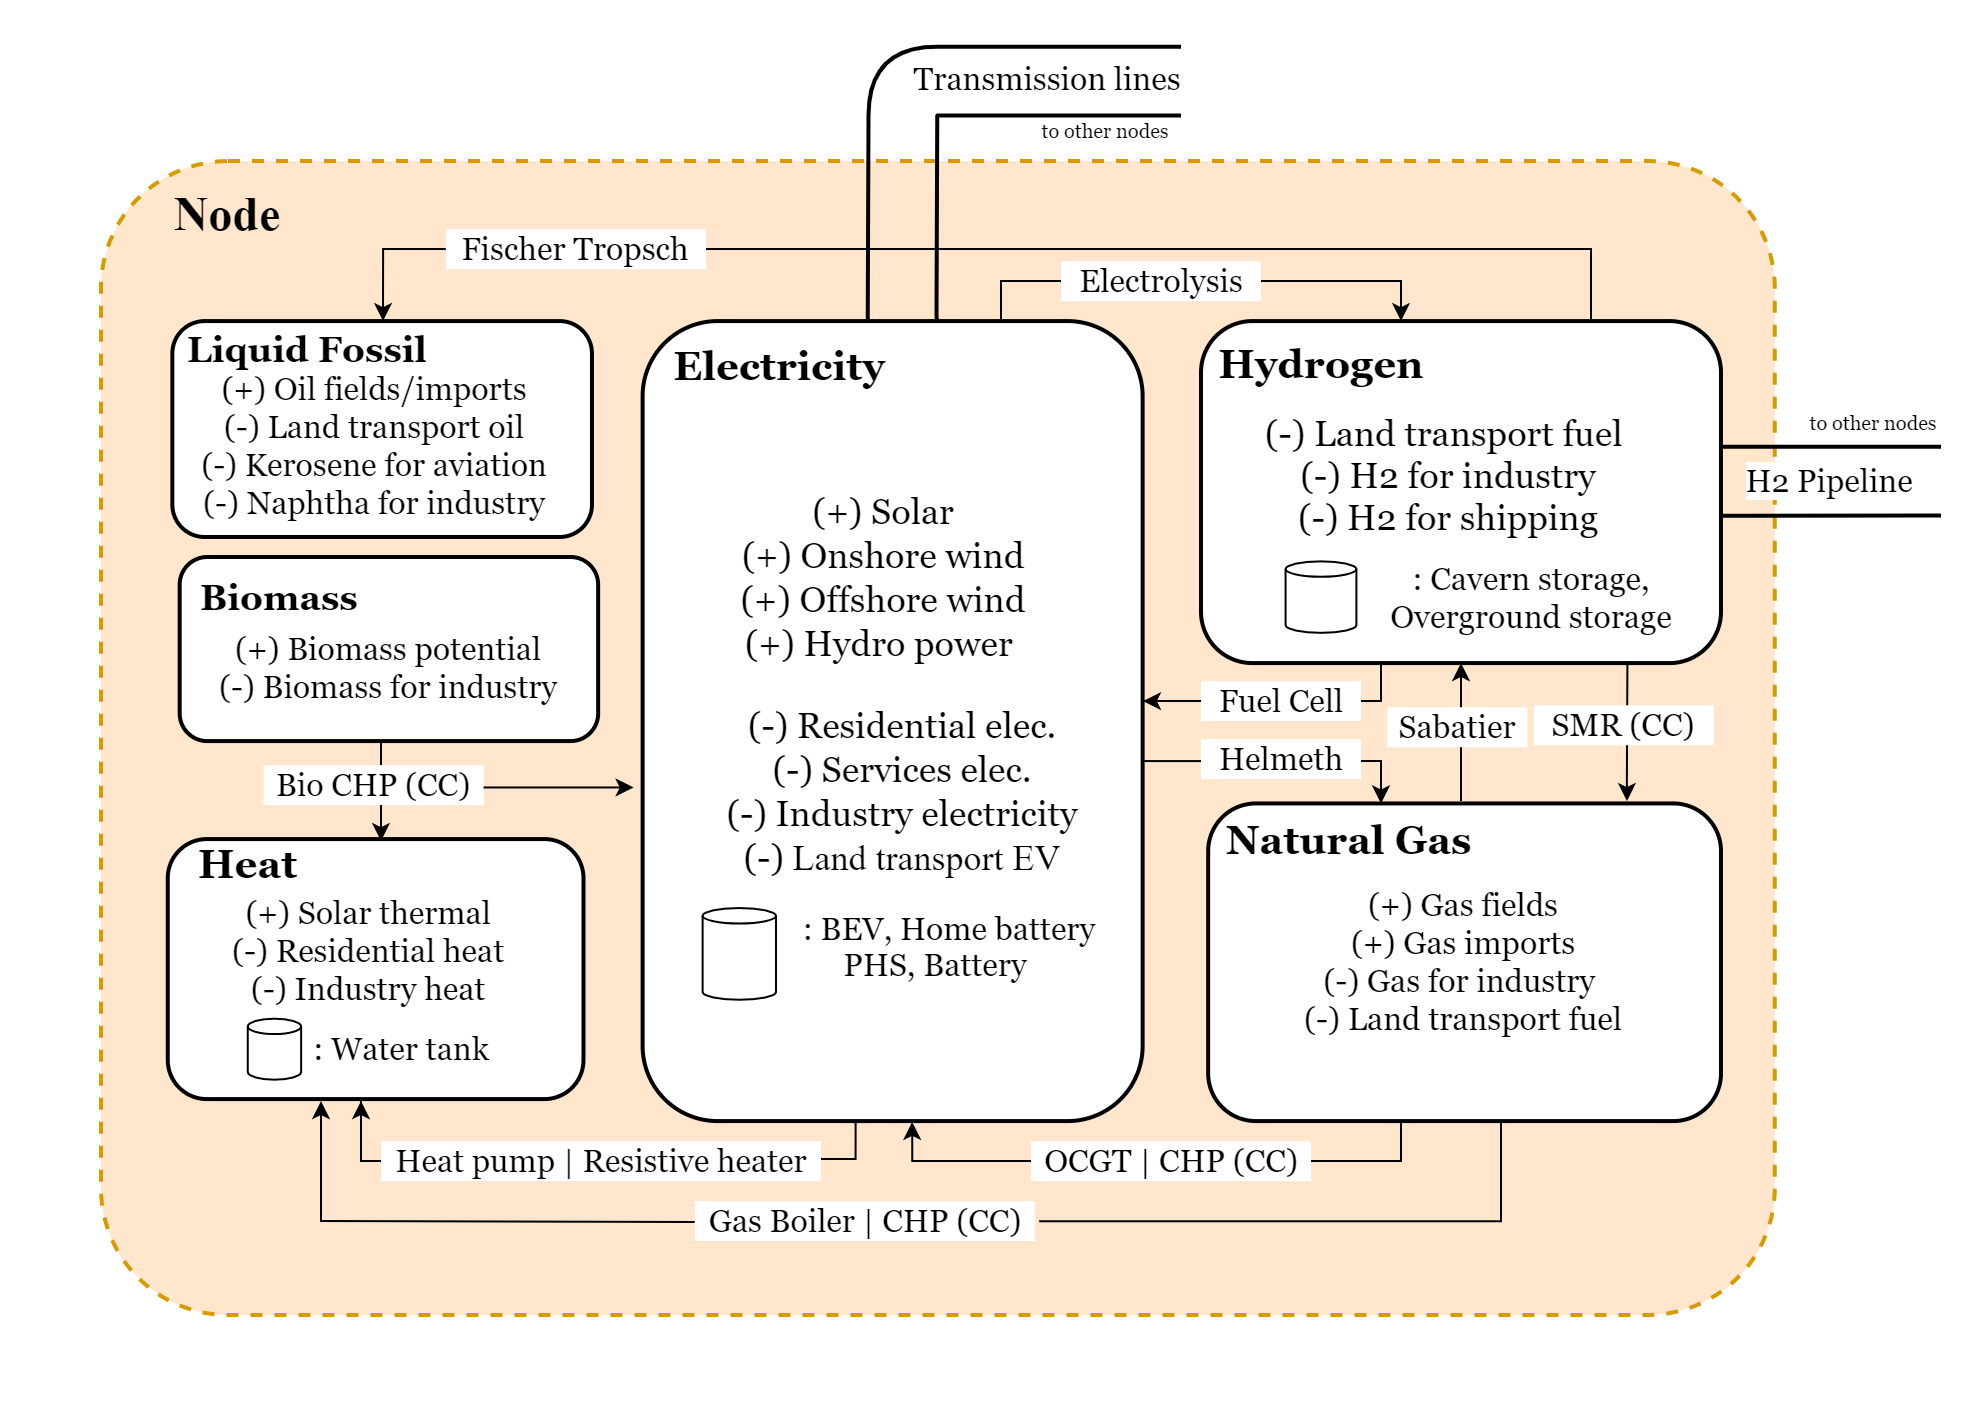 Transmission lines
to other nodes
Node
Fischer Tropsch
Electrolysis
Liquid Fossil
(+) Oil fields/imports
(-) Land transport oil
(-) Kerosene for aviation
(-) Naphtha for industry
Biomass
(+) Biomass potential
(-) Biomass for industry
Bio CHP (CC)
Heat
(+) Solar thermal
(-) Residential heat
(-) Industry heat
: Water tank
Electricity
(+) Solar
(+) Onshore wind
(+) Offshore wind
(+) Hydro power
(-) Residential elec.
(-) Services elec.
(-) Industry electricity
(-) Land transport EV
: BEV, Home battery
PHS, Battery
Hydrogen
(-) Land transport fuel
(-) H2 for industry
(-) H2 for shipping
: Cavern storage,
Overground storage
to other nodes
H2 Pipeline
Fuel Cell
Helmeth
Sabatier
SMR (CC)
Natural Gas
(+) Gas fields
(+) Gas imports
(-) Gas for industry
(-) Land transport fuel
Heat pump | Resistive heater
OCGT | CHP (CC)
Gas Boiler | CHP (CC)